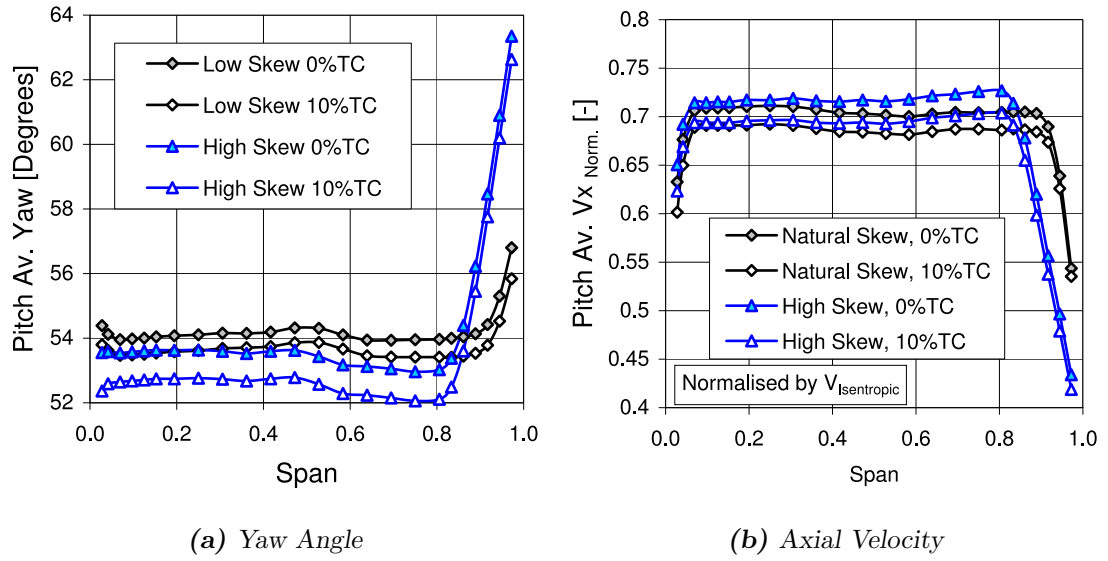 64
62
60
58
56
54
52
0.0 0.2 0.4 0.6 0.8 1.0
Pitch Av. Yaw [Degrees]
Span
Low Skew 0%TC
Low Skew 10%TC
High Skew 0%TC
High Skew 10%TC
(a) Yaw Angle
0.8
0.75
0.7
0.65
0.6
0.55
0.5
0.45
0.4
0.0 0.2 0.4 0.6 0.8 1.0
Pitch Av. Vx Norm. [-]
Span
Natural Skew, 0%TC
Natural Skew, 10%TC
High Skew, 0%TC
High Skew, 10%TC
Normalised by VIsentropic
(b) Axial Velocity